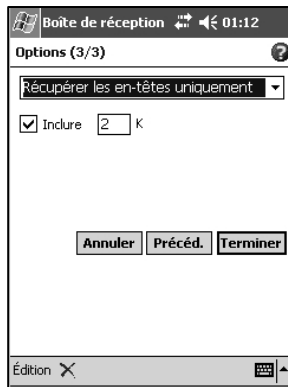 Boîte de réception 01:12
Options (3/3)
Récupérer les en-têtes uniquement
Inclure 2 K
Annuler Précéd. Terminer
Édition